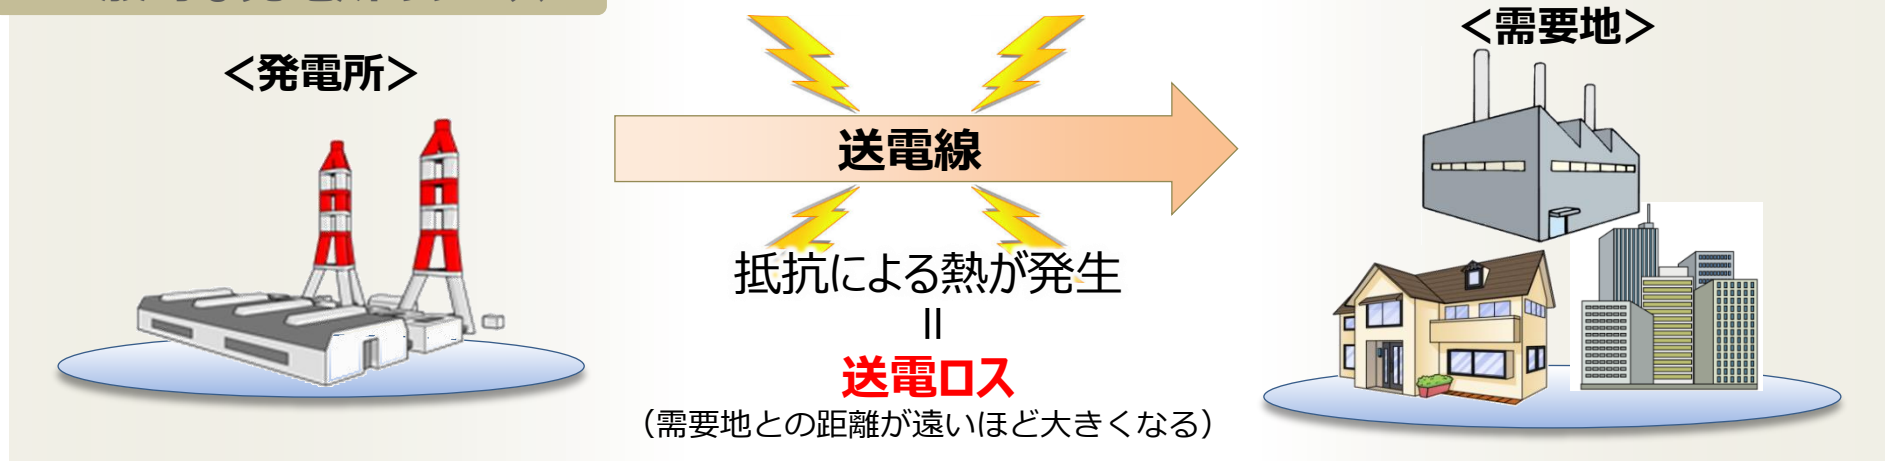 ＜発電所＞
送電線
抵抗による熱が発生
＝
送電ロス
（需要地との距離が遠いほど大きくなる）
＜需要地＞